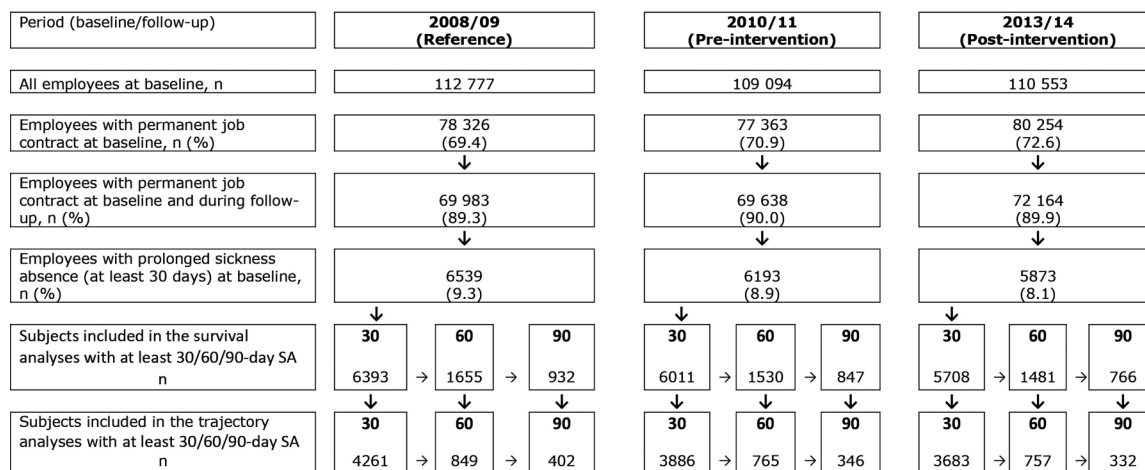 Period (baseline/follow-up)
2008/09
(Reference)
2010/11
(Pre-intervention)
2013/14
(Post-intervention)
All employees at baseline, n
112 777
109 094
110 553
Employees with permanent job
contract at baseline, n (%)
78 326
(69.4)
77 363
(70.9)
80 254
(72.6)
↓ ↓ ↓
Employees with permanent job
contract at baseline and during follow-
up, n (%)
69 983
(89.3)
69 638
(90.0)
72 164
(89.9)
↓ ↓ ↓
Employees with prolonged sickness
absence (at least 30 days) at baseline,
n (%)
6539
(9.3)
6193
(8.9)
5873
(8.1)
↓ ↓ ↓
Subjects included in the survival
analyses with at least 30/60/90-day SA
n
30 60 90
6393 → 1655 → 932
30 60 90
6011 → 1530 → 847
30 60 90
5708 → 1481 → 766
↓ ↓ ↓ ↓ ↓ ↓ ↓ ↓ ↓
Subjects included in the trajectory
analyses with at least 30/60/90-day SA
n
30 60 90
4261 → 849 → 402
30 60 90
3886 → 765 → 346
30 60 90
3683 → 757 → 332